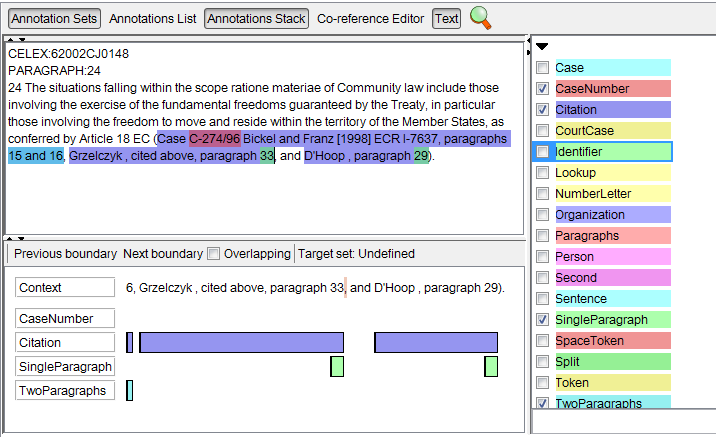 Annotation Sets Annotations List Annotations Stack Co-reference Editor Text
CELEX:62002CJ0148
PARAGRAPH:24
24 The situations falling within the scope ratione materiae of Community law include those
involving the exercise of the fundamental freedoms guaranteed by the Treaty, in particular
those involving the freedom to move and reside within the territory of the Member States, as
conferred by Article 18 EC (Case C-274/96 Bickel and Franz [1998] ECR I-7637, paragraphs
15 and 16, Grzelczyk , cited above, paragraph 33, and D'Hoop , paragraph 29).
Previous boundary Next boundary Overlapping Target set: Undefined
Context 6, Grzelczyk , cited above, paragraph 33, and D'Hoop , paragraph 29).
CaseNumber
Citation
SingleParagraph
TwoParagraphs
Case
CaseNumber
Citation
CourtCase
Identifier
Lookup
NumberLetter
Organization
Paragraphs
Person
Second
Sentence
SingleParagraph
SpaceToken
Split
Token
TwoParagraphs